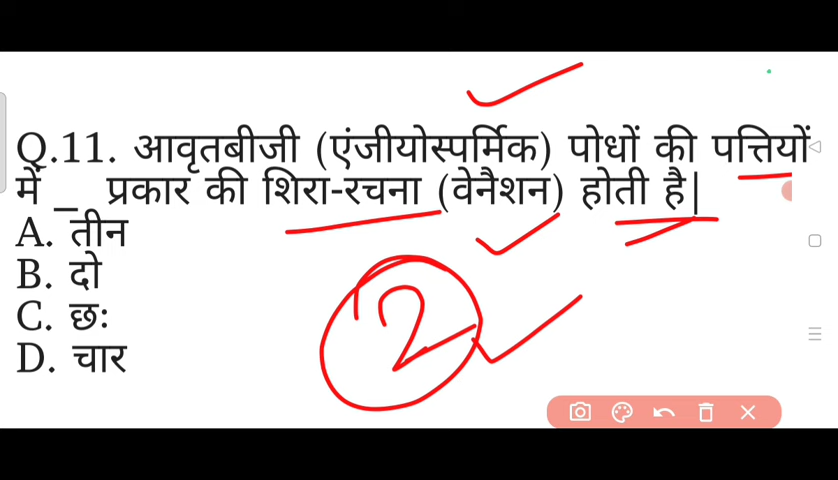 Q.11. आवृतबीजी (एंजीयोस्पर्मिक) पोधों की पत्तियों
में _ प्रकार की शिरा-रचना (वेनैशन) होती है|
A. तीन
B. दो
C. छः
D. चार
2